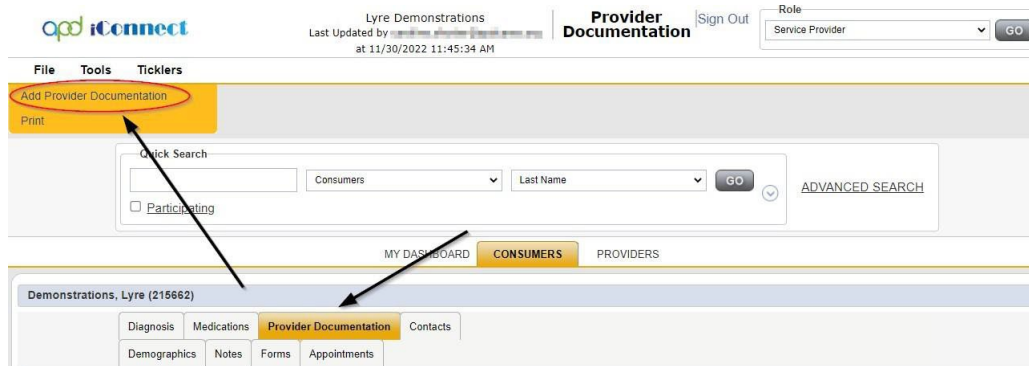 apd iConnect
Lyre Demonstrations
Last Updated by
at 11/30/2022 11:45:34 AM
Provider
Documentation
Sign Out
Role
Service Provider
GO
File Tools Ticklers
Add Provider Documentation
Print
Quick Search
Consumers Last Name GO
ADVANCED SEARCH
Participating
MY DASHBOARD CONSUMERS PROVIDERS
Demonstrations, Lyre (215662)
Diagnosis Medications Provider Documentation Contacts
Demographics Notes Forms Appointments